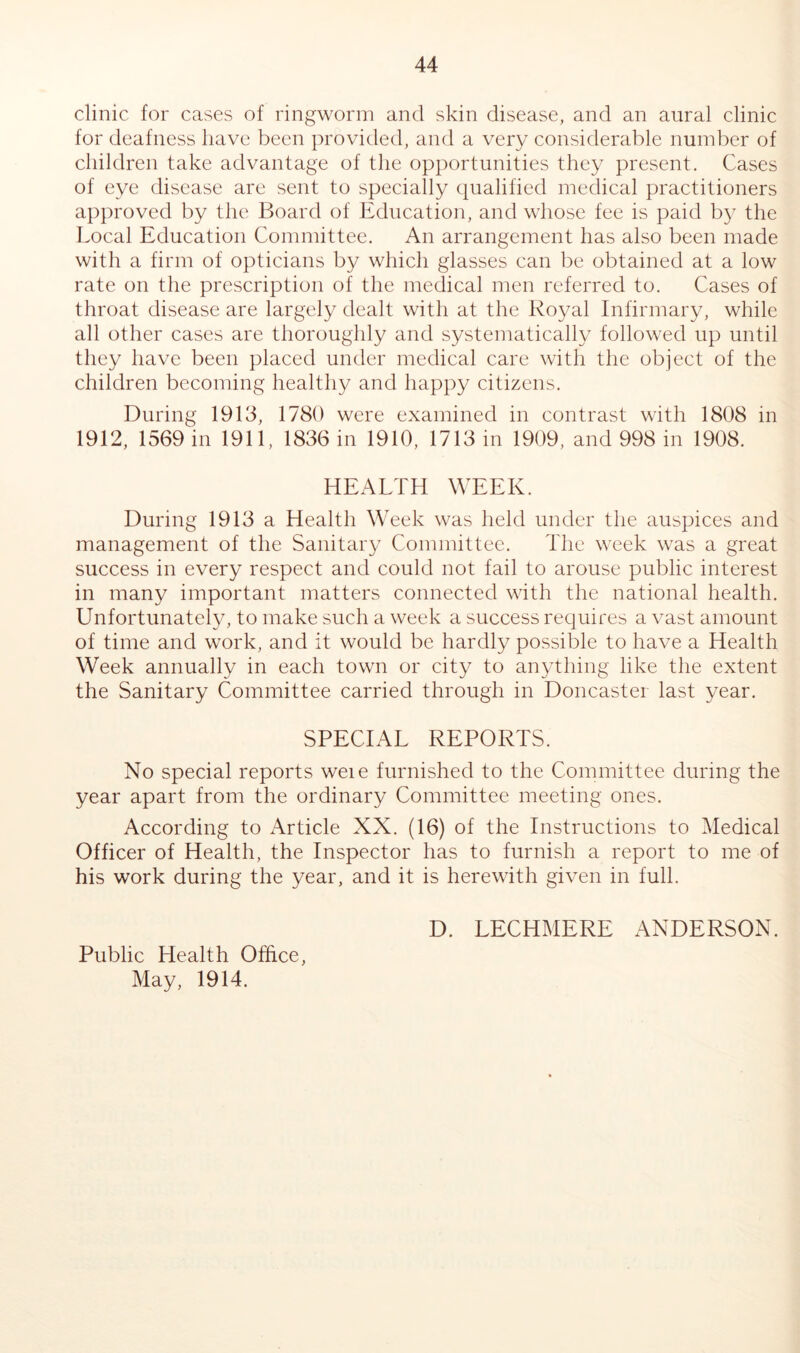 44
clinic for cases of ringworm and skin disease, and an aural clinic
for deafness have been provided, and a very considerable number of
children take advantage of the opportunities they present. Cases
of eye disease are sent to specially qualified medical practitioners
approved by the Board of Education, and whose fee is paid by the
Local Education Committee. An arrangement has also been made
with a firm of opticians by which glasses can be obtained at a low
rate on the prescription of the medical men referred to. Cases of
throat disease are largely dealt with at the Royal Infirmary, while
all other cases are thoroughly and systematically followed up until
they have been placed under medical care with the object of the
children becoming healthy and happy citizens.
During 1913, 1780 were examined in contrast with 1808 in
1912, 1569 in 1911, 1836 in 1910, 1713 in 1909, and 998 in 1908.
HEALTH WEEK.
During 1913 a Health Week was held under the auspices and
management of the Sanitary Committee. The week was a great
success in every respect and could not fail to arouse public interest
in many important matters connected with the national health.
Unfortunately, to make such a week a success requires a vast amount
of time and work, and it would be hardly possible to have a Health
Week annually in each town or city to anything like the extent
the Sanitary Committee carried through in Doncaster last year.
SPECIAL REPORTS.
No special reports were furnished to the Committee during the
year apart from the ordinary Committee meeting ones.
According to Article XX. (16) of the Instructions to Medical
Officer of Health, the Inspector has to furnish a report to me of
his work during the year, and it is herewith given in full.
D. LECHMERE ANDERSON.
Public Health Office,
May, 1914.